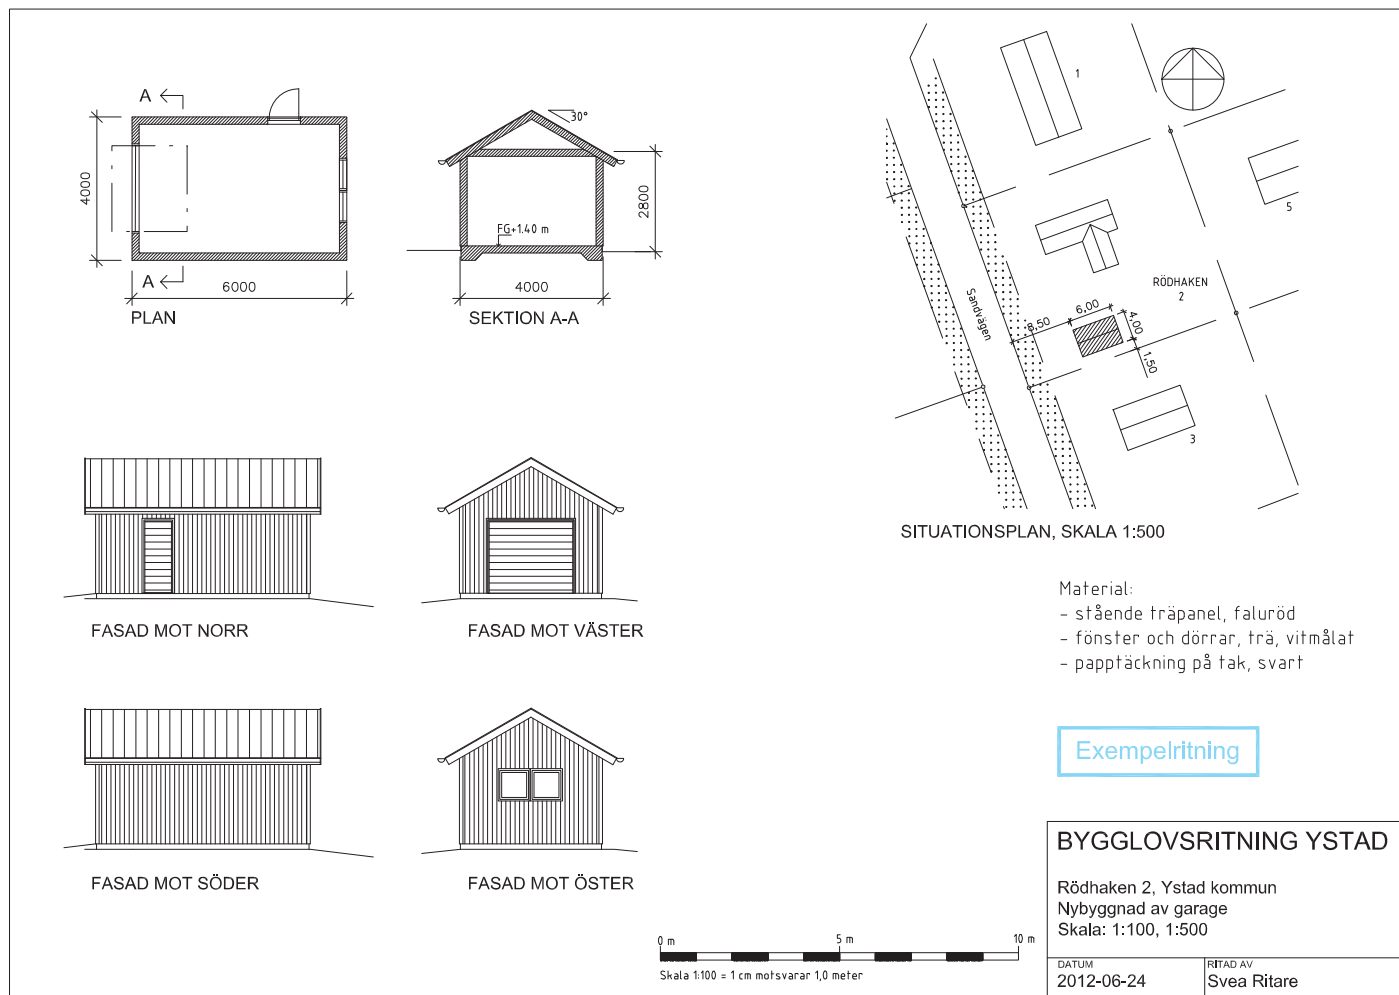 A
4000
A
6000
PLAN
30°
FG+1.40 m
2800
4000
SEKTION A-A
1
5
RÖDHAKEN
2
Sandvägen
8,50
6,00
4,00
1,50
3
SITUATIONSPLAN, SKALA 1:500
FASAD MOT NORR
FASAD MOT VÄSTER
Material:
- stående träpanel, faluröd
- fönster och dörrar, trä, vitmålat
- papptäckning på tak, svart
FASAD MOT SÖDER
FASAD MOT ÖSTER
Exempelritning
0 m
5 m
10 m
Skala 1:100 = 1 cm motsvarar 1,0 meter
BYGGLOVSRITNING YSTAD
Rödhaken 2, Ystad kommun
Nybyggnad av garage
Skala: 1:100, 1:500
DATUM
2012-06-24
RITAD AV
Svea Ritare